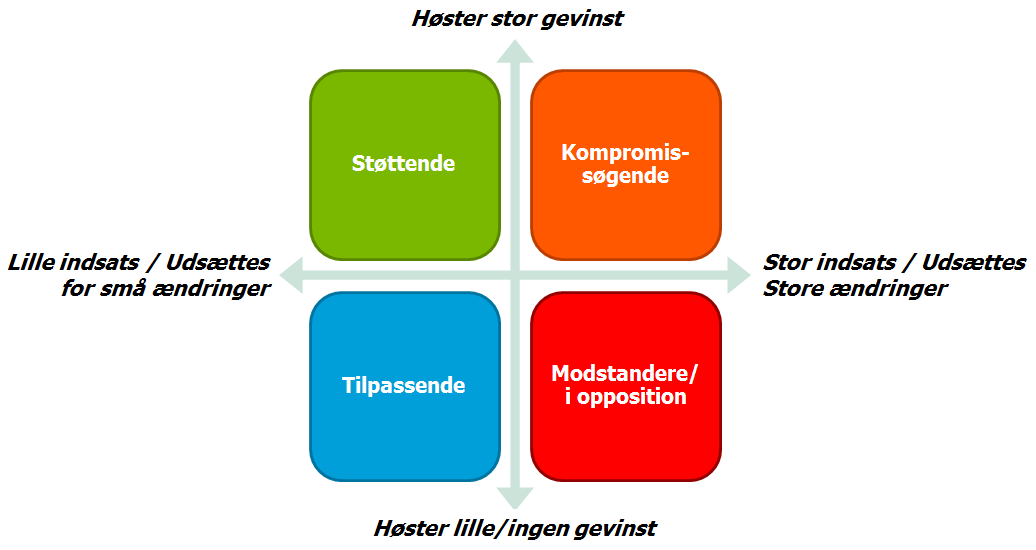 Høster stor gevinst
Støttende
Kompromis-
søgende
Lille indsats / Udsættes
for små ændringer
Stor indsats / Udsættes
Store ændringer
Tilpassende
Modstandere/
i opposition
Høster lille/ingen gevinst